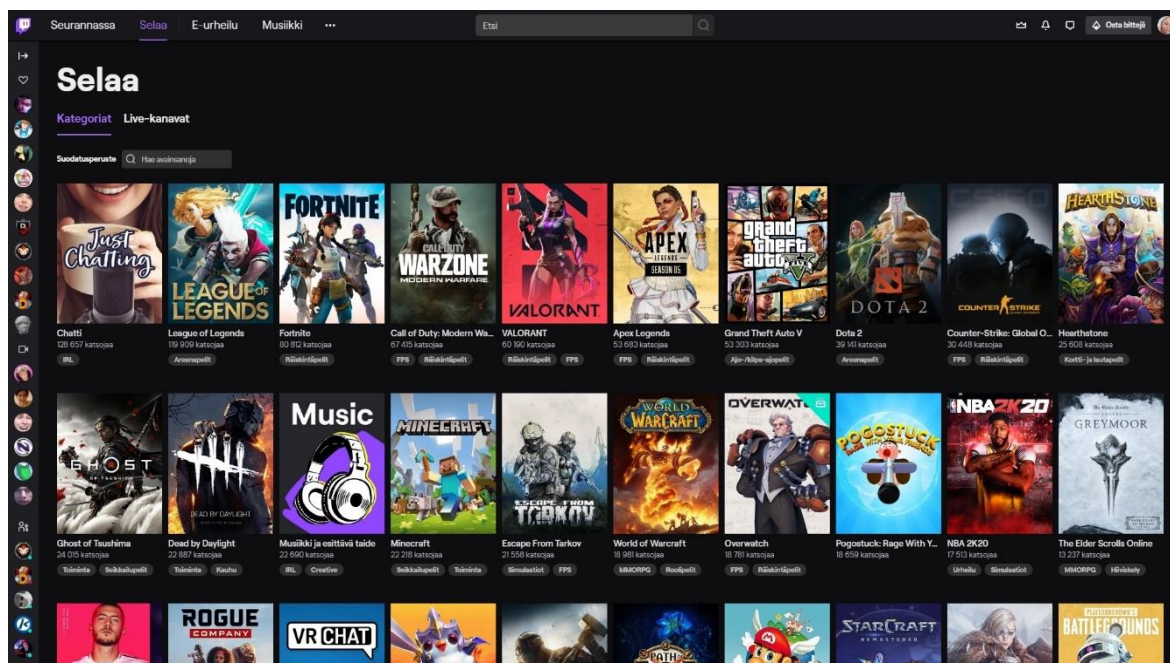 Seurannassa Selaa E-urheilu Musiikki ••• Etsi Osta bittejä
Selaa
Kategoriat Live-kanavat
Suodatusperuste Hae avainsanoja
Just Chatting
LEAGUE OF LEGENDS
FORTNITE
CALL OF DUTY
WARZONE
MODERN WARFARE
VALORANT
APEX
LEGENDS
SEASON 05
grand theft auto V
DOTA 2
COUNTER STRIKE
HEARTHSTONE
Chatti League of Legends Fortnite Call of Duty: Modern Wa... VALORANT Apex Legends Grand Theft Auto V Dota 2 Counter-Strike: Global O... Hearthstone
128 657 katsojaa 119 909 katsojaa 80 812 katsojaa 67 415 katsojaa 60 190 katsojaa 53 683 katsojaa 53 303 katsojaa 39 141 katsojaa 30 448 katsojaa 25 608 katsojaa
IRL Areenapelit Räiskintäpelit FPS Räiskintäpelit Räiskintäpelit FPS FPS Räiskintäpelit Ajo-/kilpa-ajopelit Areenapelit FPS Räiskintäpelit Kortti- ja lautapelit
GHOST
OF TSUSHIMA
DEAD BY DAYLIGHT
Music
MINECRAFT
ESCAPE FROM
TARKOV
WORLD
WARCRAFT
OVERWATC
POGOSTUCK
NBA 2K20
GREYMOOR
Ghost of Tsushima Dead by Daylight Musiikki ja esittävä taide Minecraft Escape From Tarkov World of Warcraft Overwatch Pogostuck: Rage With Y... NBA 2K20 The Elder Scrolls Online
24 015 katsojaa 22 887 katsojaa 22 690 katsojaa 22 218 katsojaa 21 558 katsojaa 18 981 katsojaa 18 781 katsojaa 18 659 katsojaa 17 513 katsojaa 13 237 katsojaa
Toiminta Seikkailupelit Toiminta Kauhu IRL Creative Seikkailupelit Toiminta Simulaatiot FPS MMORPG Roolipelit FPS Räiskintäpelit Urheilu Simulaatiot MMORPG Hiiviskely
ROGUE
COMPANY
VR CHAT
PATH
STARCRAFT
REMASTERED
PLAYERUNKNOWN'S
BATTLEGROUNDS